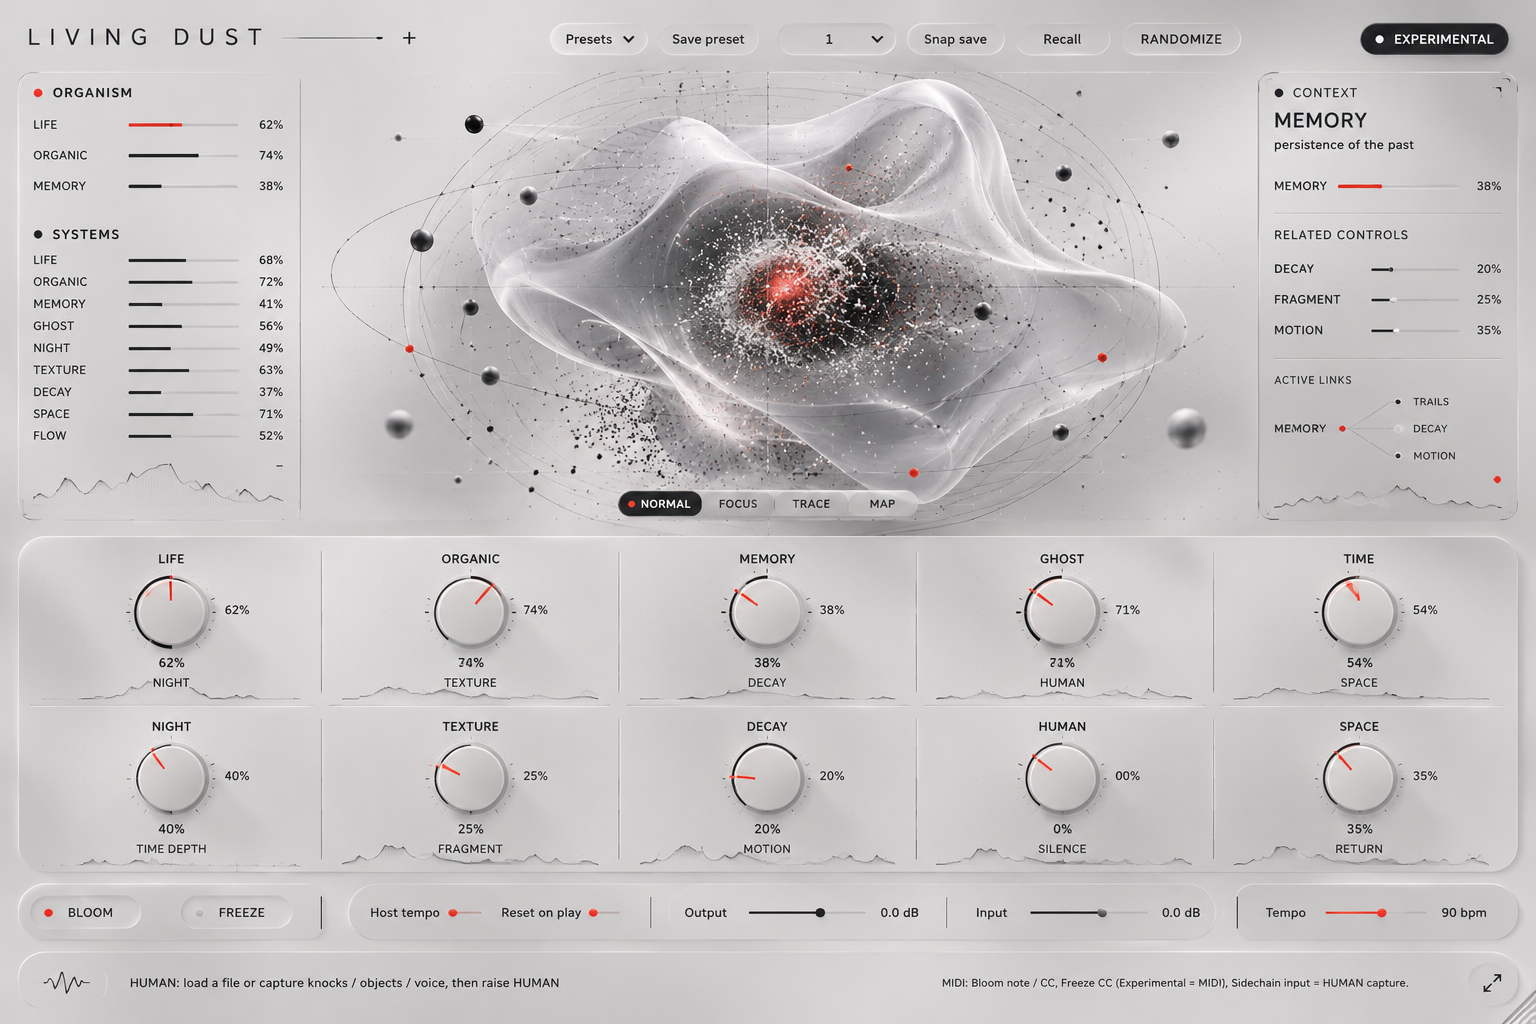 LIVING DUST
Presets
Save preset
1
Snap save
Recall
RANDOMIZE
EXPERIMENTAL
ORGANISM
LIFE 62%
ORGANIC 74%
MEMORY 38%
SYSTEMS
LIFE 68%
ORGANIC 72%
MEMORY 41%
GHOST 56%
NIGHT 49%
TEXTURE 63%
DECAY 37%
SPACE 71%
FLOW 52%
NORMAL
FOCUS
TRACE
MAP
CONTEXT
MEMORY
persistence of the past
MEMORY 38%
RELATED CONTROLS
DECAY 20%
FRAGMENT 25%
MOTION 35%
ACTIVE LINKS
TRAILS
MEMORY DECAY
MOTION
LIFE
62%
62%
NIGHT
ORGANIC
74%
74%
TEXTURE
MEMORY
38%
38%
DECAY
GHOST
71%
71%
HUMAN
TIME
54%
54%
SPACE
NIGHT
40%
40%
TIME DEPTH
TEXTURE
25%
25%
FRAGMENT
DECAY
20%
20%
MOTION
HUMAN
00%
0%
SILENCE
SPACE
35%
35%
RETURN
BLOOM
FREEZE
Host tempo
Reset on play
Output 0.0 dB
Input 0.0 dB
Tempo 90 bpm
HUMAN: load a file or capture knocks / objects / voice, then raise HUMAN
MIDI: Bloom note / CC, Freeze CC (Experimental = MIDI), Sidechain input = HUMAN capture.